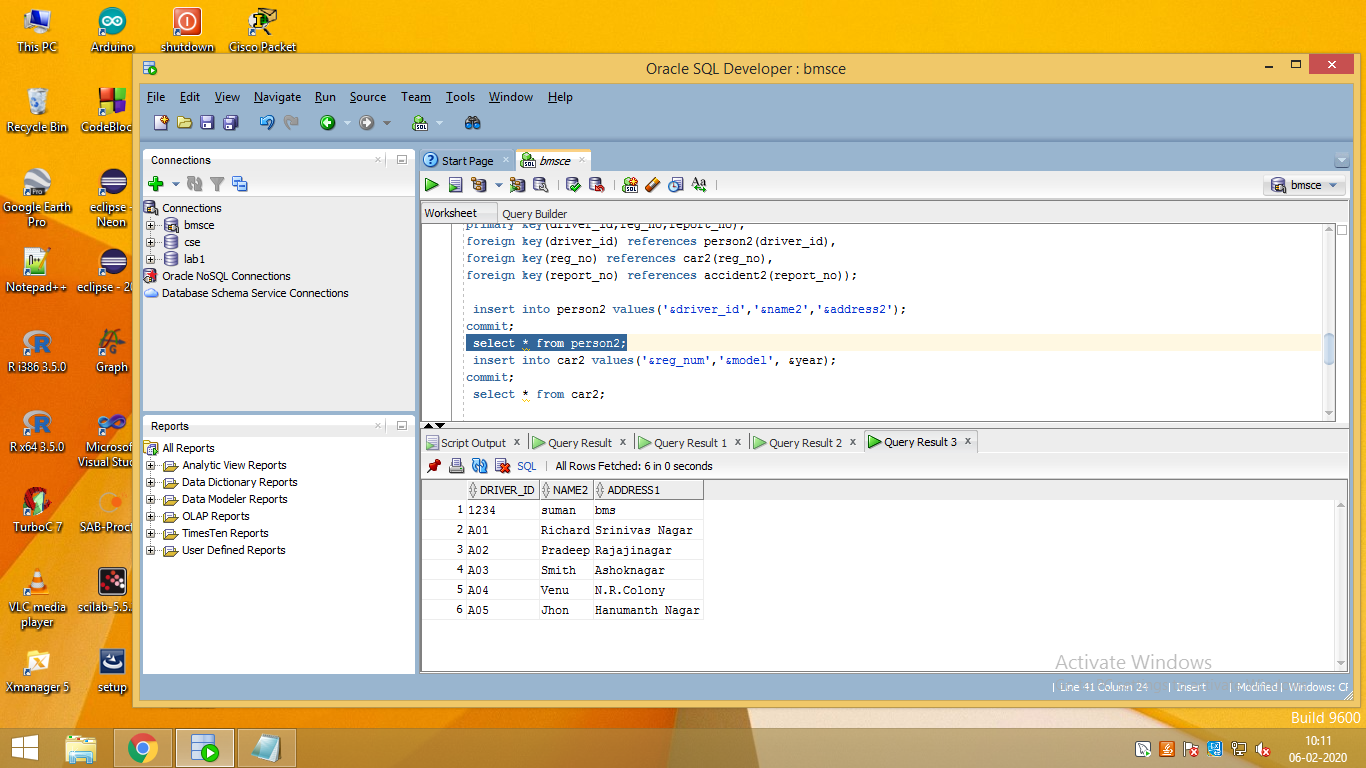 This PC
Arduino
shutdown
Cisco Packet
Recycle Bin
CodeBloc
Google Earth Pro
eclipse - Neon
Notepad++
eclipse - 20
R i386 3.5.0
Graph
R x64 3.5.0
Microsof
Visual Stud
TurboC 7
SAB-Proct
VLC media player
scilab-5.5.
Xmanager 5
setup
Oracle SQL Developer : bmsce
File Edit View Navigate Run Source Team Tools Window Help
Connections
Connections
bmsce
cse
lab1
Oracle NoSQL Connections
Database Schema Service Connections
Reports
All Reports
Analytic View Reports
Data Dictionary Reports
Data Modeler Reports
OLAP Reports
TimesTen Reports
User Defined Reports
Start Page
bmsce
bmsce
Worksheet Query Builder
primary key(driver_id,reg_no,report_no),
foreign key(driver_id) references person2(driver_id),
foreign key(reg_no) references car2(reg_no),
foreign key(report_no) references accident2(report_no));
insert into person2 values('&driver_id','&name2','&address2');
commit;
select * from person2;
insert into car2 values('&reg_num','&model', &year);
commit;
select * from car2;
Script Output Query Result Query Result 1 Query Result 2 Query Result 3
SQL All Rows Fetched: 6 in 0 seconds
DRIVER_ID NAME2 ADDRESS1
1 1234 suman bms
2 A01 Richard Srinivas Nagar
3 A02 Pradeep Rajajinagar
4 A03 Smith Ashoknagar
5 A04 Venu N.R.Colony
6 A05 Jhon Hanumanth Nagar
Activate Windows
Line 41 Column 24 Insert Modified Windows: CF
Build 9600
10:11
06-02-2020